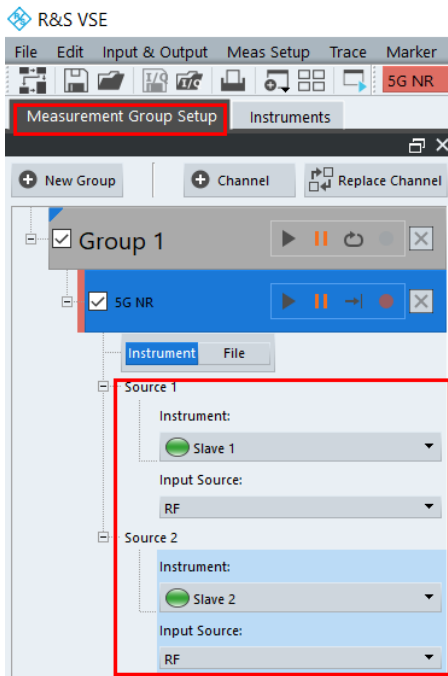 R&S VSE
File Edit Input & Output Meas Setup Trace Marker
I/Q I/Q 5G NR
Measurement Group Setup Instruments
New Group Channel Replace Channel
Group 1
5G NR
Instrument File
Source 1
Instrument:
Slave 1
Input Source:
RF
Source 2
Instrument:
Slave 2
Input Source:
RF